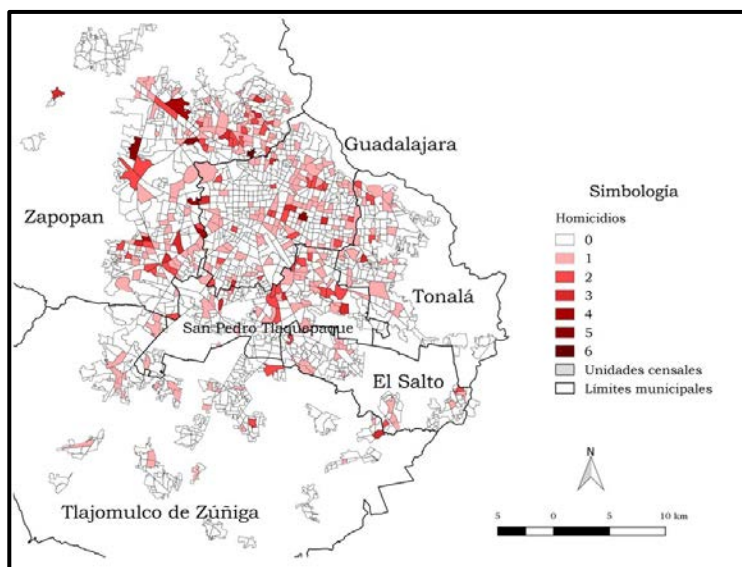 Guadalajara
Simbología
Homicidios
Zapopan
0
1
2
3
4
5
6
Tonalá
San Pedro Tlaquepaque
Unidades censales
Límites municipales
El Salto
N
Tlajomulco de Zúñiga
5 0 5 10 km